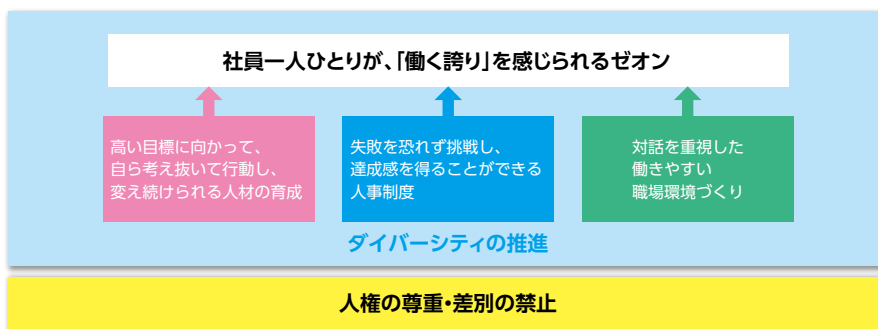 社員一人ひとりが、「働く誇り」を感じられるゼオン
高い目標に向かって、
自ら考え抜いて行動し、
変え続けられる人材の育成
失敗を恐れず挑戦し、
達成感を得ることができる
人事制度
対話を重視した
働きやすい
職場環境づくり
ダイバーシティの推進
人権の尊重・差別の禁止